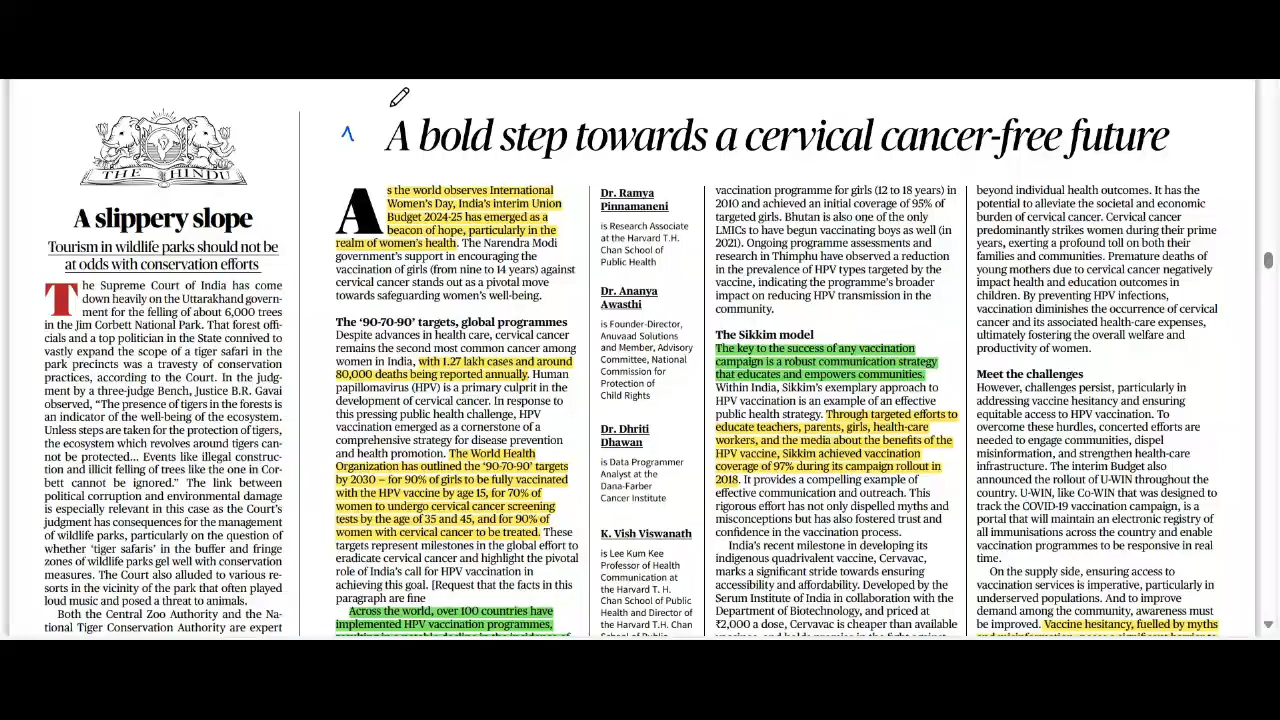 THE HINDU
A slippery slope
Tourism in wildlife parks should not be
at odds with conservation efforts
The Supreme Court of India has come
down heavily on the Uttarakhand govern-
ment for the felling of about 6,000 trees
in the Jim Corbett National Park. That forest offi-
cials and a top politician in the State connived to
vastly expand the scope of a tiger safari in the
park precincts was a travesty of conservation
practices, according to the Court. In the judg-
ment by a three-judge Bench, Justice B.R. Gavai
observed, “The presence of tigers in the forests is
an indicator of the well-being of the ecosystem.
Unless steps are taken for the protection of tigers,
the ecosystem which revolves around tigers can-
not be protected... Events like illegal construc-
tion and illicit felling of trees like the one in Cor-
bett cannot be ignored.” The link between
political corruption and environmental damage
is especially relevant in this case as the Court's
judgment has consequences for the management
of wildlife parks, particularly on the question of
whether ‘tiger safaris’ in the buffer and fringe
zones of wildlife parks gel well with conservation
measures. The Court also alluded to various re-
sorts in the vicinity of the park that often played
loud music and posed a threat to animals.
Both the Central Zoo Authority and the Na-
tional Tiger Conservation Authority are expert
A bold step towards a cervical cancer-free future
As the world observes International
Women's Day, India's interim Union
Budget 2024-25 has emerged as a
beacon of hope, particularly in the
realm of women's health. The Narendra Modi
government's support in encouraging the
vaccination of girls (from nine to 14 years) against
cervical cancer stands out as a pivotal move
towards safeguarding women's well-being.
The ‘90-70-90’ targets, global programmes
Despite advances in health care, cervical cancer
remains the second most common cancer among
women in India, with 1.27 lakh cases and around
80,000 deaths being reported annually. Human
papillomavirus (HPV) is a primary culprit in the
development of cervical cancer. In response to
this pressing public health challenge, HPV
vaccination emerged as a cornerstone of a
comprehensive strategy for disease prevention
and health promotion. The World Health
Organization has outlined the ‘90-70-90’ targets
by 2030 – for 90% of girls to be fully vaccinated
with the HPV vaccine by age 15, for 70% of
women to undergo cervical cancer screening
tests by the age of 35 and 45, and for 90% of
women with cervical cancer to be treated. These
targets represent milestones in the global effort to
eradicate cervical cancer and highlight the pivotal
role of India's call for HPV vaccination in
achieving this goal. [Request that the facts in this
paragraph are fine
Across the world, over 100 countries have
implemented HPV vaccination programmes,
Dr. Ramya
Pinnamaneni
is Research Associate
at the Harvard T.H.
Chan School of
Public Health
Dr. Ananya
Awasthi
is Founder-Director,
Anuvaad Solutions
and Member, Advisory
Committee, National
Commission for
Protection of
Child Rights
Dr. Dhriti
Dhawan
is Data Programmer
Analyst at the
Dana-Farber
Cancer Institute
K. Vish Viswanath
is Lee Kum Kee
Professor of Health
Communication at
the Harvard T. H.
Chan School of Public
Health and Director of
the Harvard T.H. Chan
School of Public
vaccination programme for girls (12 to 18 years) in
2010 and achieved an initial coverage of 95% of
targeted girls. Bhutan is also one of the only
LMICs to have begun vaccinating boys as well (in
2021). Ongoing programme assessments and
research in Thimphu have observed a reduction
in the prevalence of HPV types targeted by the
vaccine, indicating the programme's broader
impact on reducing HPV transmission in the
community.
The Sikkim model
The key to the success of any vaccination
campaign is a robust communication strategy
that educates and empowers communities.
Within India, Sikkim's exemplary approach to
HPV vaccination is an example of an effective
public health strategy. Through targeted efforts to
educate teachers, parents, girls, health-care
workers, and the media about the benefits of the
HPV vaccine, Sikkim achieved vaccination
coverage of 97% during its campaign rollout in
2018. It provides a compelling example of
effective communication and outreach. This
rigorous effort has not only dispelled myths and
misconceptions but has also fostered trust and
confidence in the vaccination process.
India's recent milestone in developing its
indigenous quadrivalent vaccine, Cervavac,
marks a significant stride towards ensuring
accessibility and affordability. Developed by the
Serum Institute of India in collaboration with the
Department of Biotechnology, and priced at
₹2,000 a dose, Cervavac is cheaper than available
beyond individual health outcomes. It has the
potential to alleviate the societal and economic
burden of cervical cancer. Cervical cancer
predominantly strikes women during their prime
years, exerting a profound toll on both their
families and communities. Premature deaths of
young mothers due to cervical cancer negatively
impact health and education outcomes in
children. By preventing HPV infections,
vaccination diminishes the occurrence of cervical
cancer and its associated health-care expenses,
ultimately fostering the overall welfare and
productivity of women.
Meet the challenges
However, challenges persist, particularly in
addressing vaccine hesitancy and ensuring
equitable access to HPV vaccination. To
overcome these hurdles, concerted efforts are
needed to engage communities, dispel
misinformation, and strengthen health-care
infrastructure. The interim Budget also
announced the rollout of U-WIN throughout the
country. U-WIN, like Co-WIN that was designed to
track the COVID-19 vaccination campaign, is a
portal that will maintain an electronic registry of
all immunisations across the country and enable
vaccination programmes to be responsive in real
time.
On the supply side, ensuring access to
vaccination services is imperative, particularly in
underserved populations. And to improve
demand among the community, awareness must
be improved. Vaccine hesitancy, fuelled by myths